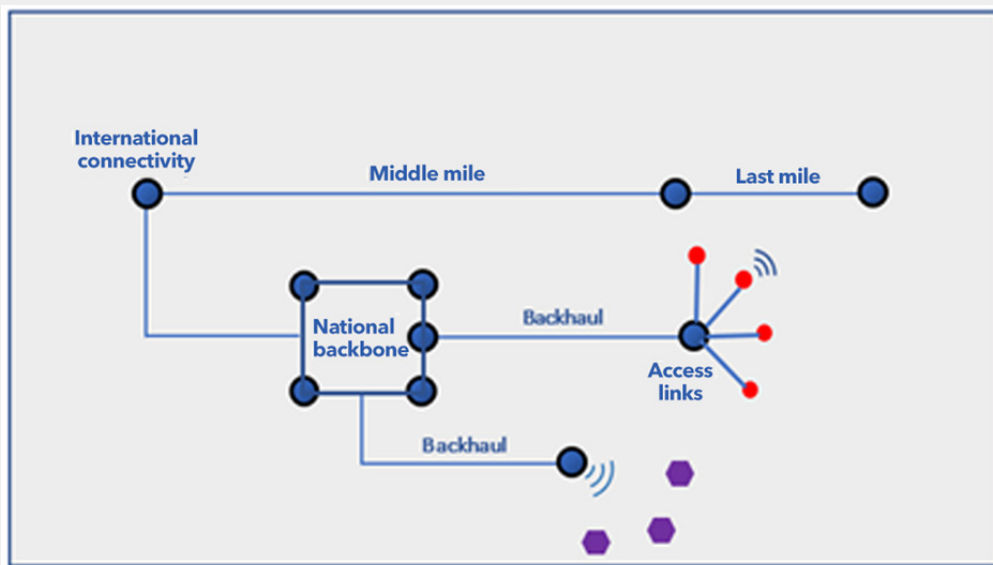 International
connectivity
Middle mile
Last mile
National
backbone
Backhaul
Access
links
Backhaul